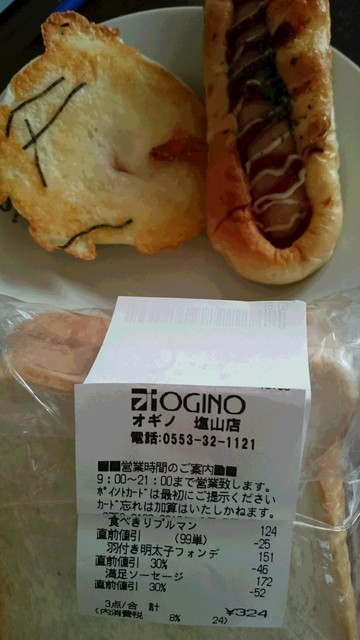 OGINO
オギノ 塩山店
電話:0553-32-1121
■■営業時間のご案内■■
9:00~21:00まで営業致します。
ポイントカードは最初にご提示ください
カード忘れは加算はいたしかねます。
食べきりプルマン 124
直前値引 (99単) -25
羽付き明太子フォンデ 151
直前値引 30% -46
満足ソーセージ 172
直前値引 30% -52
3点/合 計 ¥324
(内消費税 8% 24)